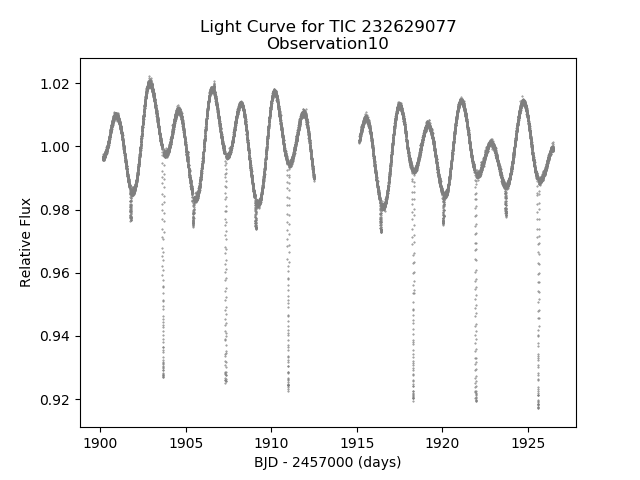 Light Curve for TIC 232629077
Observation10
Relative Flux
1.02
1.00
0.98
0.96
0.94
0.92
1900 1905 1910 1915 1920 1925
BJD - 2457000 (days)